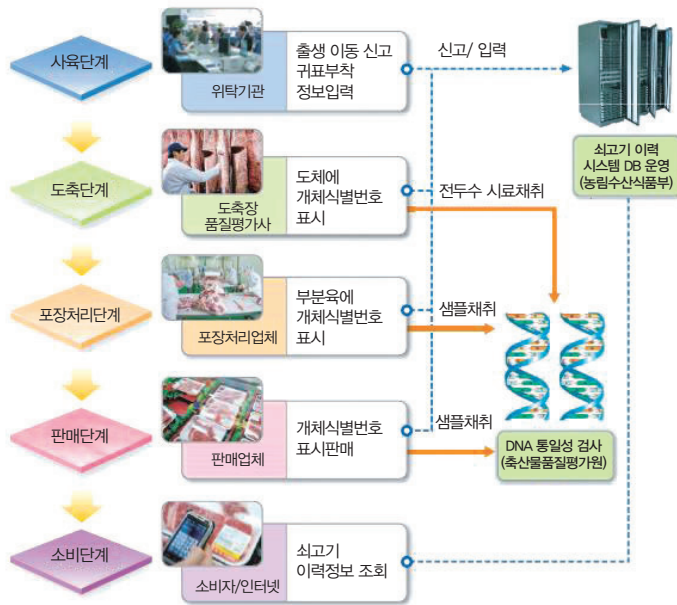 사육단계
위탁기관
출생 이동 신고
귀표부착
정보입력
신고/ 입력
쇠고기 이력
시스템 DB 운영
(농림수산식품부)
도축단계
도축장
품질평가사
도체에
개체식별번호
표시
전두수 시료채취
포장처리단계
포장처리업체
부분육에
개체식별번호
표시
샘플채취
판매단계
판매업체
개체식별번호
표시판매
샘플채취
DNA 통일성 검사
(축산물품질평가원)
소비단계
소비자/인터넷
쇠고기
이력정보 조회